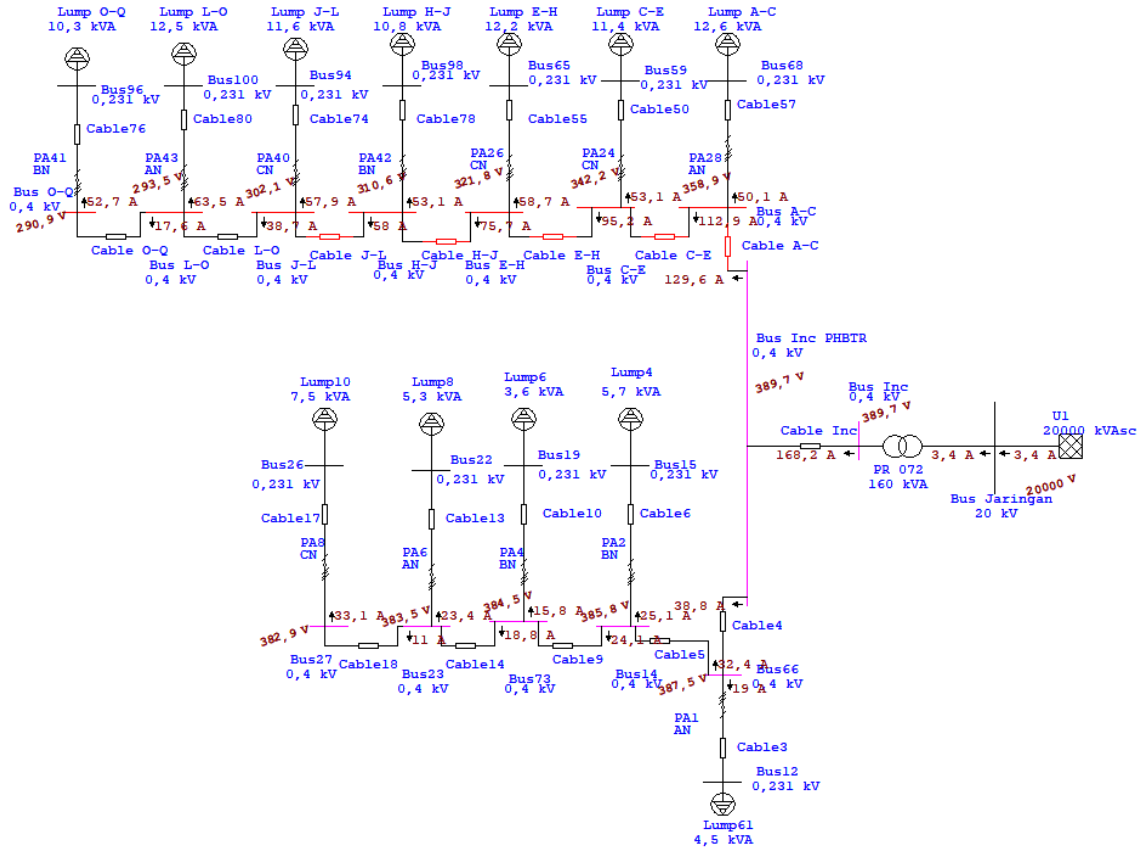 Lump O-Q
10,3 kVA
Lump L-O
12,5 kVA
Lump J-L
11,6 kVA
Lump H-J
10,8 kVA
Lump E-H
12,2 kVA
Lump C-E
11,4 kVA
Lump A-C
12,6 kVA
Bus96
0,231 kV
Bus100
0,231 kV
Bus94
0,231 kV
Bus98
0,231 kV
Bus65
0,231 kV
Bus59
0,231 kV
Bus68
0,231 kV
Cable76
Cable80
Cable74
Cable78
Cable55
Cable50
Cable57
PA41
BN
PA43
AN
PA40
CN
PA42
BN
PA26
CN
PA24
CN
PA28
AN
Bus O-Q
0,4 kV
290,9 V
52,7 A
293,5 V
63,5 A
302,1 V
57,9 A
310,6 V
53,1 A
321,8 V
58,7 A
342,2 V
53,1 A
358,9 V
50,1 A
17,6 A
38,7 A
58 A
75,7 A
95,2 A
112,9 A
Bus A-C
0,4 kV
Cable O-Q
Cable L-O
Cable J-L
Cable H-J
Cable E-H
Cable C-E
Cable A-C
Bus L-O
0,4 kV
Bus J-L
0,4 kV
Bus H-J
0,4 kV
Bus E-H
0,4 kV
Bus C-E
0,4 kV
129,6 A
Bus Inc PHBTR
0,4 kV
389,7 V
Bus Inc
0,4 kV
389,7 V
Cable Inc
168,2 A
PR 072
160 kVA
3,4 A
3,4 A
U1
20000 kVAsc
20000 V
Bus Jaringan
20 kV
Lump10
7,5 kVA
Lump8
5,3 kVA
Lump6
3,6 kVA
Lump4
5,7 kVA
Bus26
0,231 kV
Bus22
0,231 kV
Bus19
0,231 kV
Bus15
0,231 kV
Cable17
Cable13
Cable10
Cable6
PA8
CN
PA6
AN
PA4
BN
PA2
BN
382,9 V
33,1 A
383,5 V
23,4 A
384,5 V
15,8 A
385,8 V
25,1 A
38,8 A
Cable4
11 A
18,8 A
24,1 A
Bus27
0,4 kV
Cable18
Bus23
0,4 kV
Cable14
Bus73
0,4 kV
Cable9
Bus14
0,4 kV
Cable5
387,5 V
32,4 A
Bus66
0,4 kV
19 A
PA1
AN
Cable3
Bus12
0,231 kV
Lump61
4,5 kVA